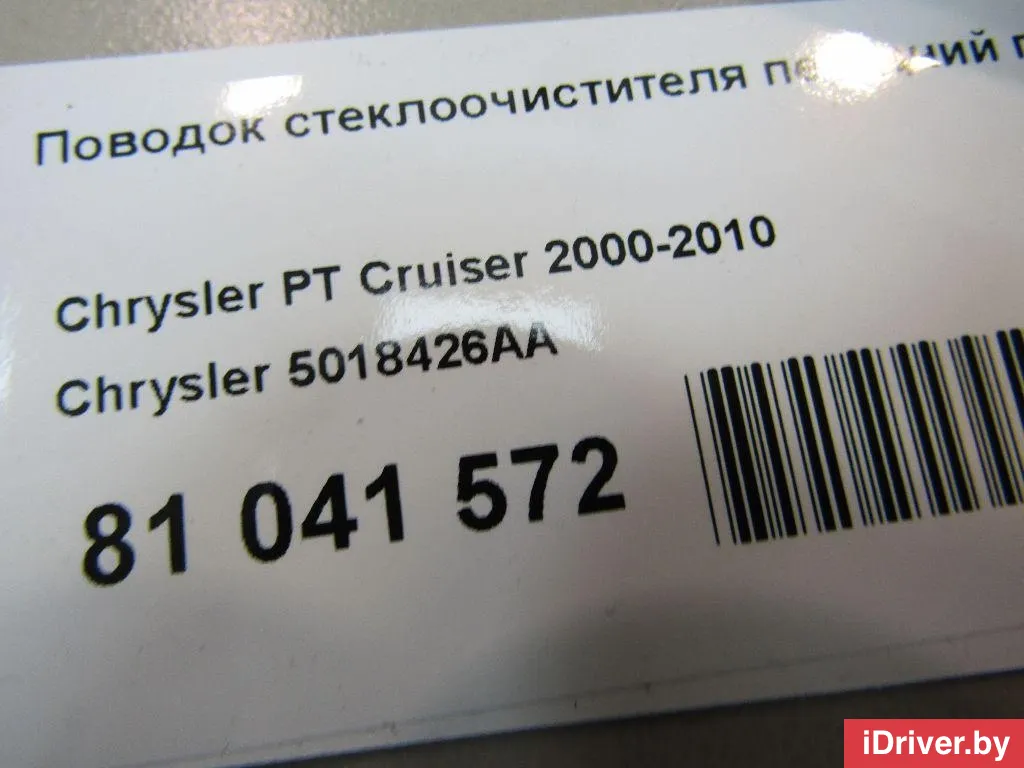 Поводок стеклоочистителя
Chrysler PT Cruiser 2000-2010
Chrysler 5018426AA
81 041 572
iDriver.by